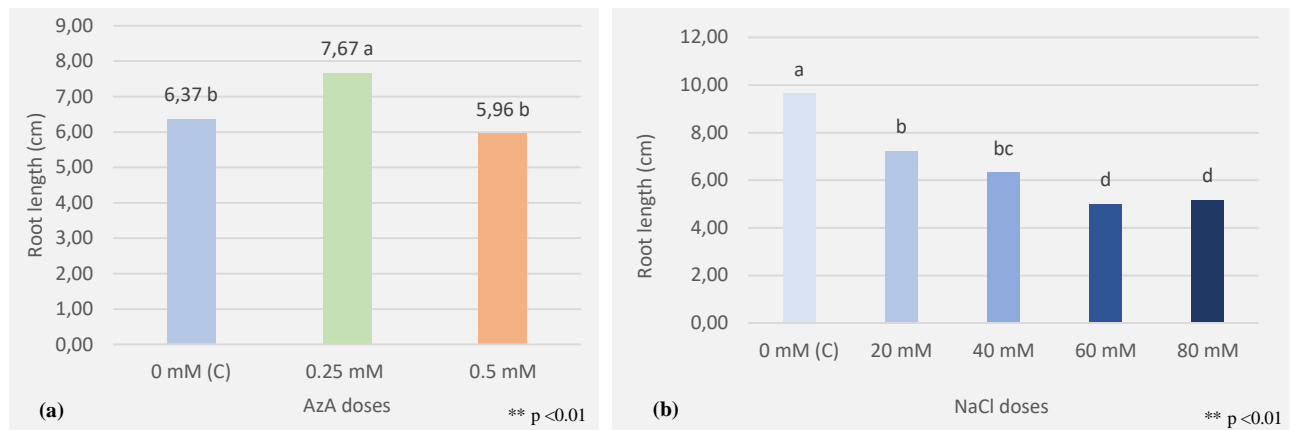 9,00
8,00
7,00
6,00
5,00
4,00
3,00
2,00
1,00
0,00
Root length (cm)
6,37 b
7,67 a
5,96 b
0 mM (C) 0.25 mM 0.5 mM
AzA doses
(a)
** p <0.01
12,00
10,00
8,00
6,00
4,00
2,00
0,00
Root length (cm)
a
b
bc
d
d
0 mM (C) 20 mM 40 mM 60 mM 80 mM
NaCl doses
(b)
** p <0.01